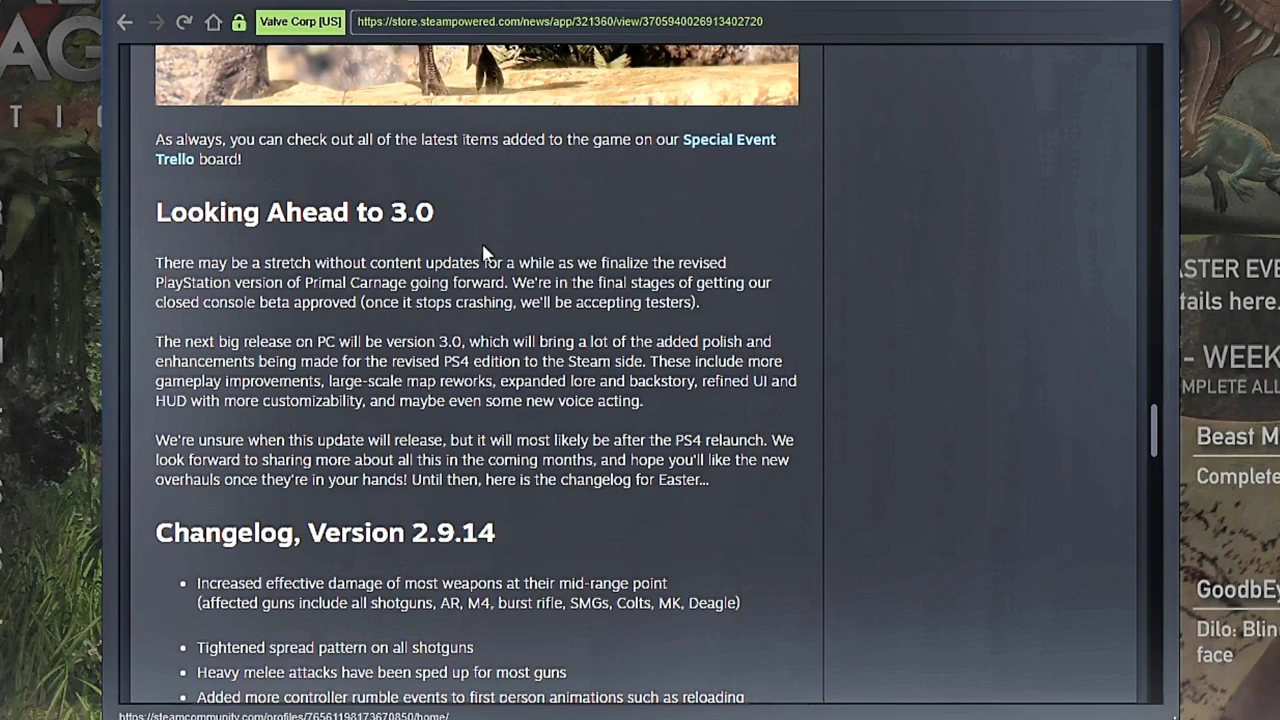 Valve Corp [US]
https://store.steampowered.com/news/app/321360/view/3705940026913402720
As always, you can check out all of the latest items added to the game on our Special Event
Trello board!
Looking Ahead to 3.0
There may be a stretch without content updates for a while as we finalize the revised
PlayStation version of Primal Carnage going forward. We're in the final stages of getting our
closed console beta approved (once it stops crashing, we'll be accepting testers).
The next big release on PC will be version 3.0, which will bring a lot of the added polish and
enhancements being made for the revised PS4 edition to the Steam side. These include more
gameplay improvements, large-scale map reworks, expanded lore and backstory, refined UI and
HUD with more customizability, and maybe even some new voice acting.
We're unsure when this update will release, but it will most likely be after the PS4 relaunch. We
look forward to sharing more about all this in the coming months, and hope you'll like the new
overhauls once they're in your hands! Until then, here is the changelog for Easter...
Changelog, Version 2.9.14
• Increased effective damage of most weapons at their mid-range point
(affected guns include all shotguns, AR, M4, burst rifle, SMGs, Colts, MK, Deagle)
• Tightened spread pattern on all shotguns
• Heavy melee attacks have been sped up for most guns
• Added more controller rumble events to first person animations such as reloading
https://steamcommunity.com/profiles/76561198173670850/home/
AG
TI
ASTER EVE
tails here.
- WEEK
MPLETE ALL
Beast M
Complete
GoodbEy
Dilo: Blin
face